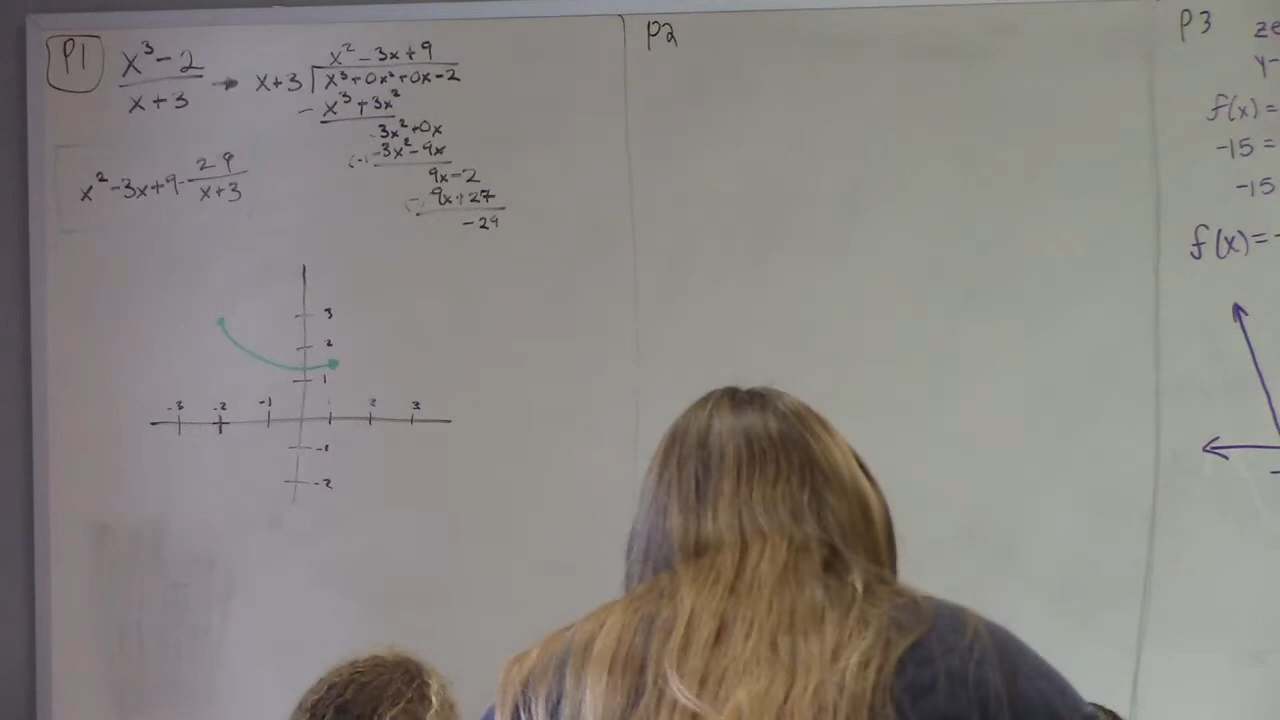 P1
x³ - 2
x + 3
x+3
x² - 3x + 9
x³ + 0x² + 0x - 2
- x³ + 3x²
-3x² + 0x
(-) -3x² - 9x
9x - 2
- 9x + 27
-29
x² - 3x + 9 - 29
x + 3
3
2
1
-3 -2 -1 2 3
-1
-2
P2
P3
f(x) =
-15 =
-15
f(x) = -